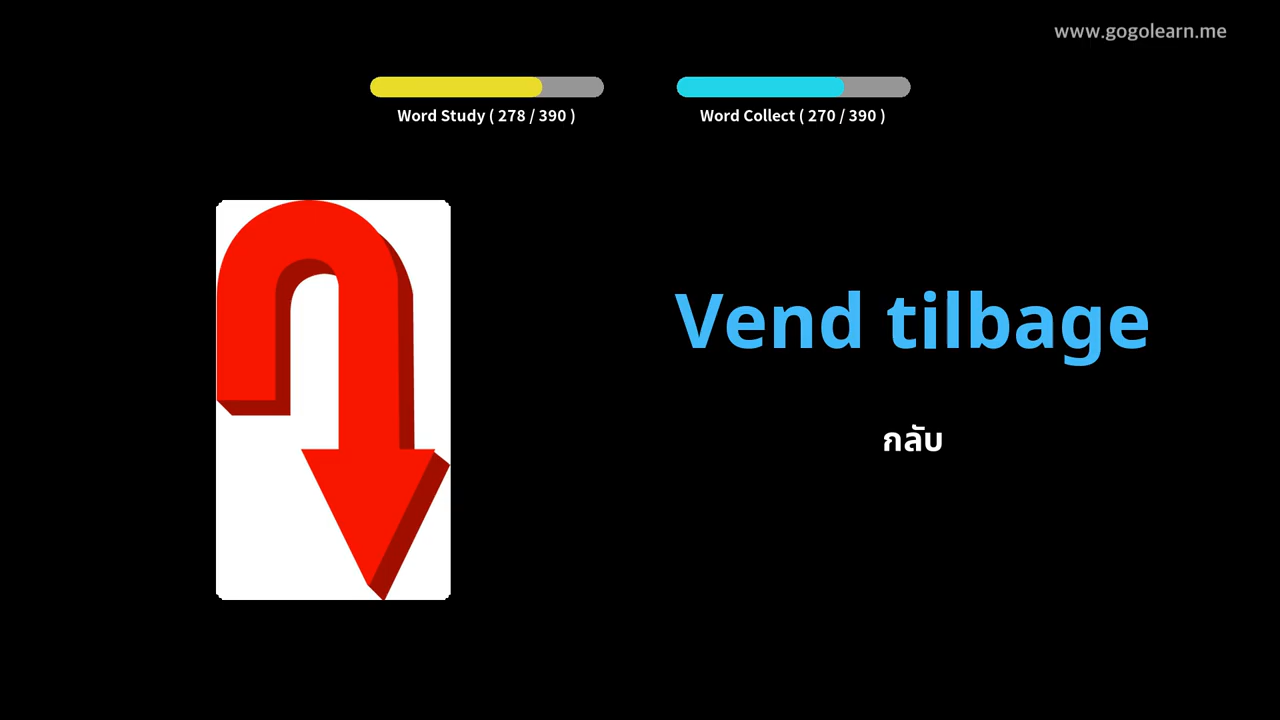 www.gogolearn.me
Word Study ( 278 / 390 )
Word Collect ( 270 / 390 )
Vend tilbage
กลับ